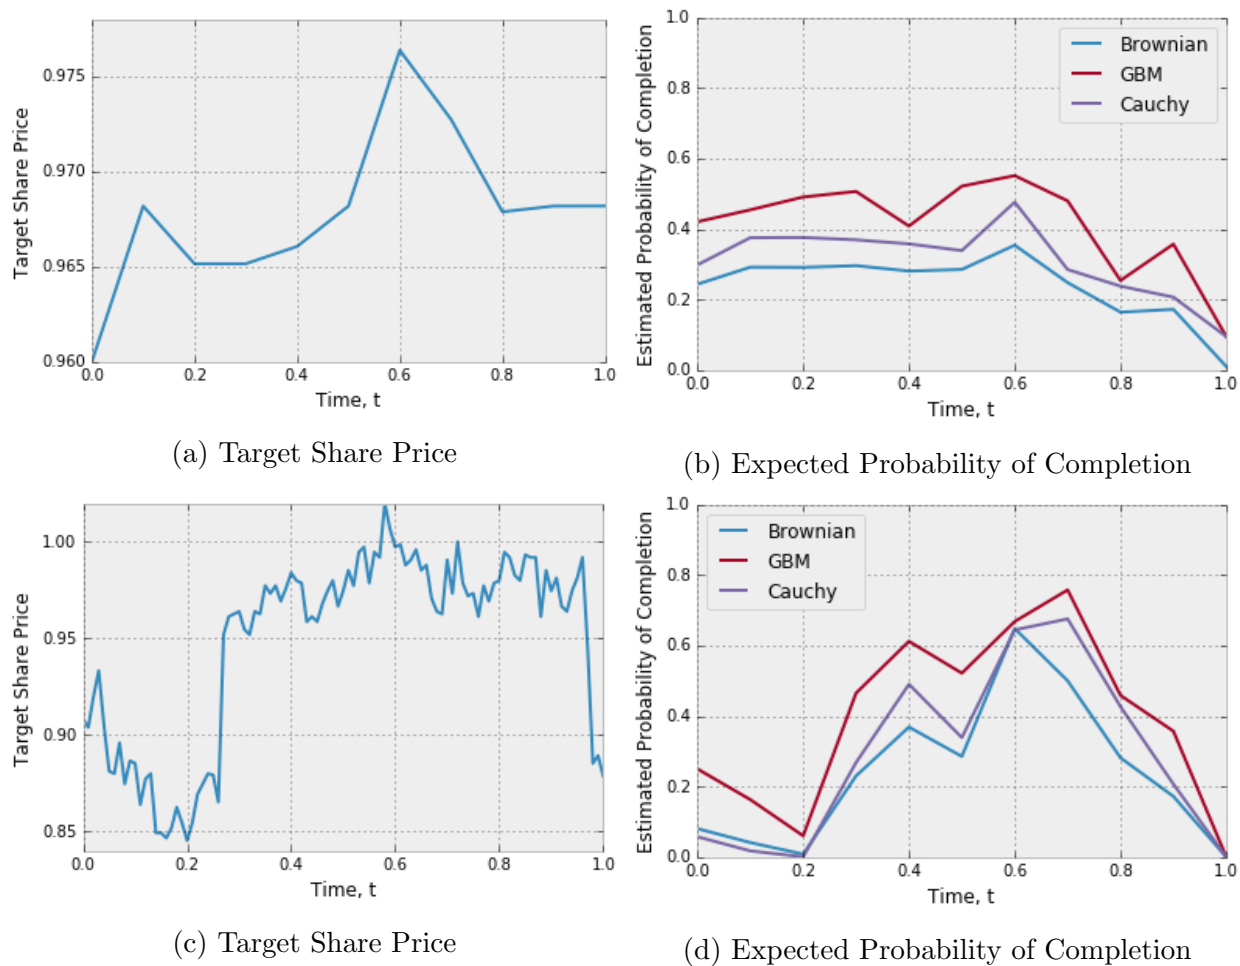 0.975
0.970
0.965
0.960
Target Share Price
0.0 0.2 0.4 0.6 0.8 1.0
Time, t
(a) Target Share Price
1.0
0.8
0.6
0.4
0.2
0.0
Estimated Probability of Completion
Brownian
GBM
Cauchy
0.0 0.2 0.4 0.6 0.8 1.0
Time, t
(b) Expected Probability of Completion
1.00
0.95
0.90
0.85
Target Share Price
0.0 0.2 0.4 0.6 0.8 1.0
Time, t
(c) Target Share Price
1.0
0.8
0.6
0.4
0.2
0.0
Estimated Probability of Completion
Brownian
GBM
Cauchy
0.0 0.2 0.4 0.6 0.8 1.0
Time, t
(d) Expected Probability of Completion